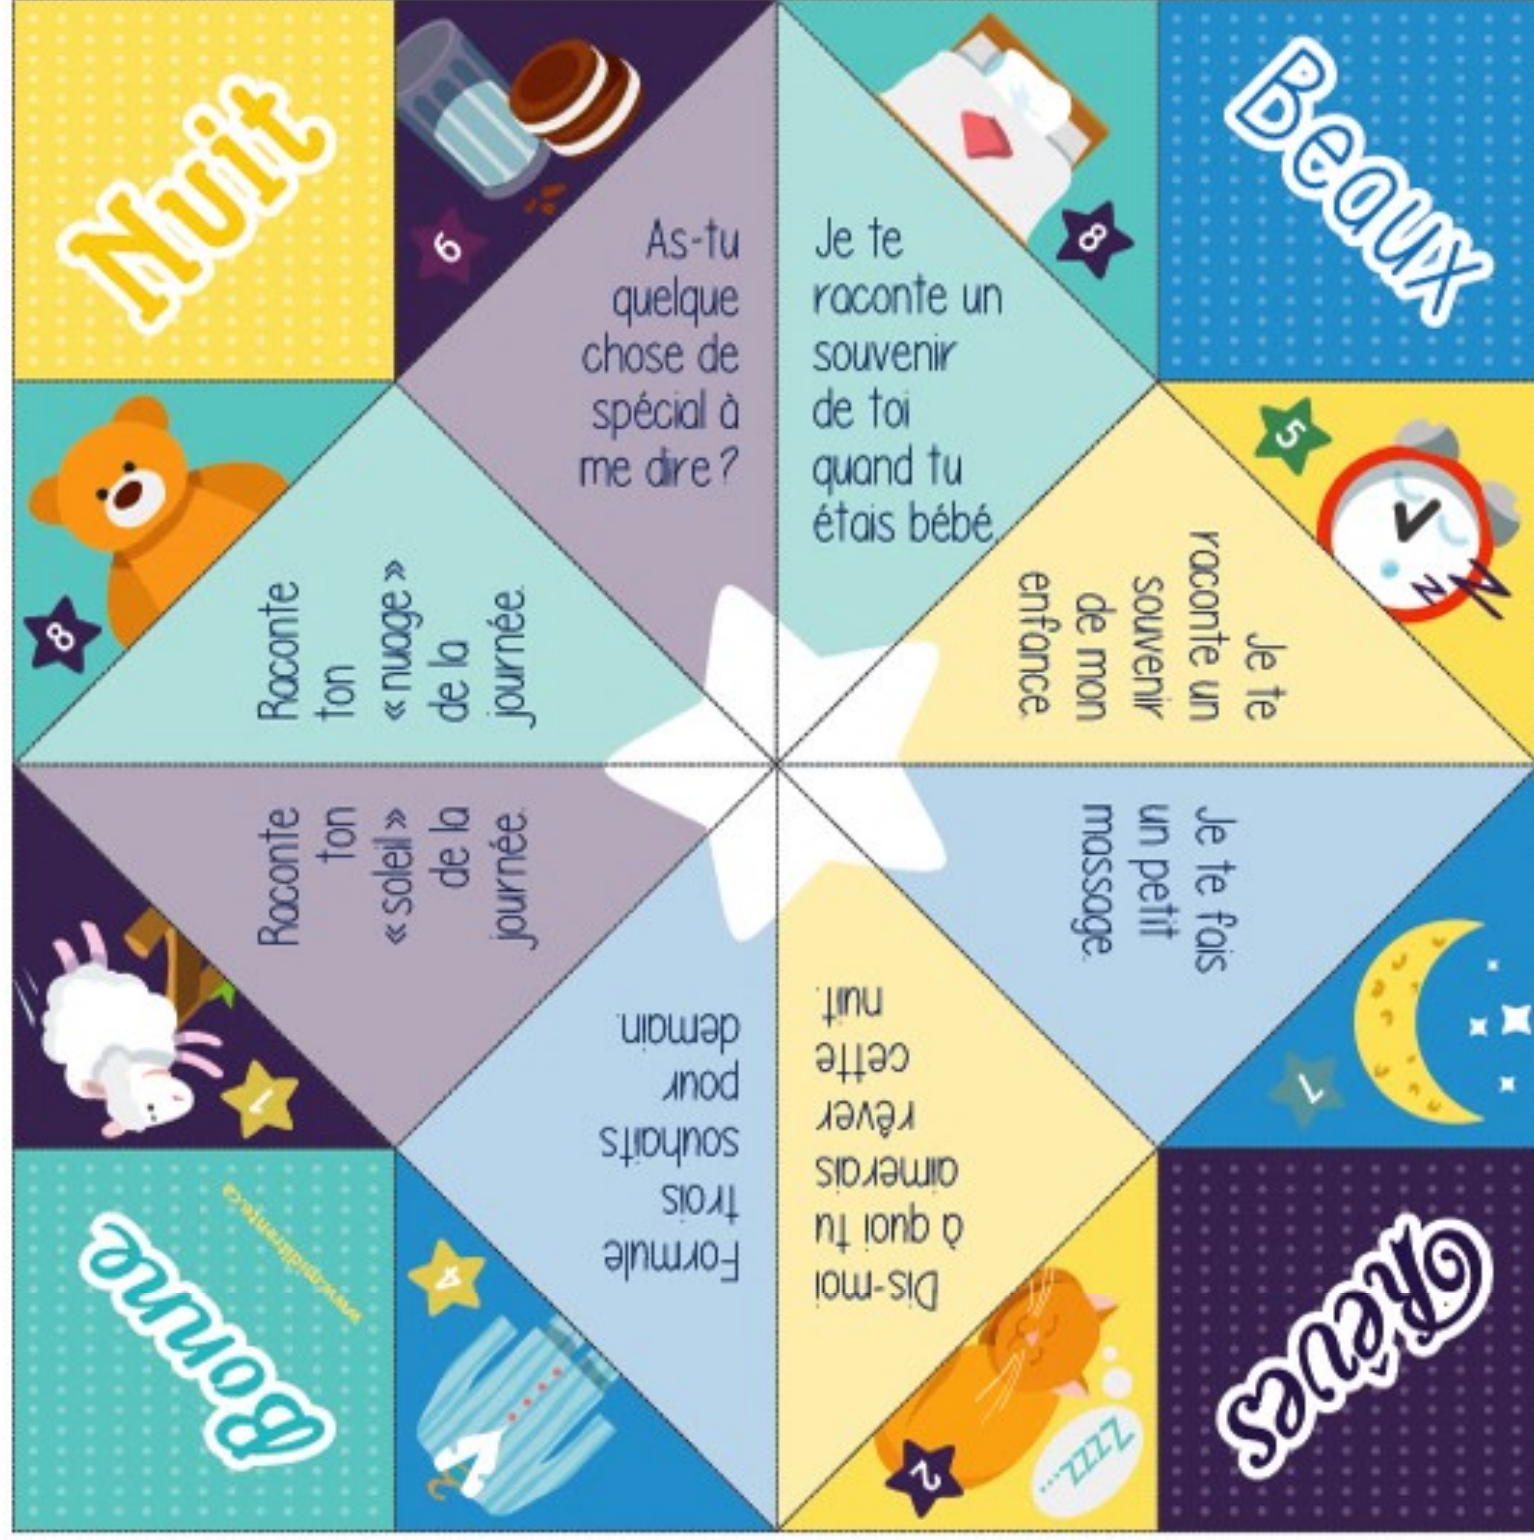 Nuit
6
As-tu
quelque
chose de
spécial à
me dire ?
8
Je te
raconte un
souvenir
de toi
quand tu
étais bébé.
Beaux
5
Je te
raconte un
souvenir
de mon
enfance.
Z
Z
8
Raconte
ton
« nuage »
de la
journée.
1
Raconte
ton
« soleil »
de la
journée.
7
Je te fais
un petit
massage.
4
Formule
trois
souhaits
pour
demain.
2
Dis-moi
à quoi tu
aimerais
rêver
cette
nuit.
ZZZZ...
Bonne
www.miditrente.ca
Rêves